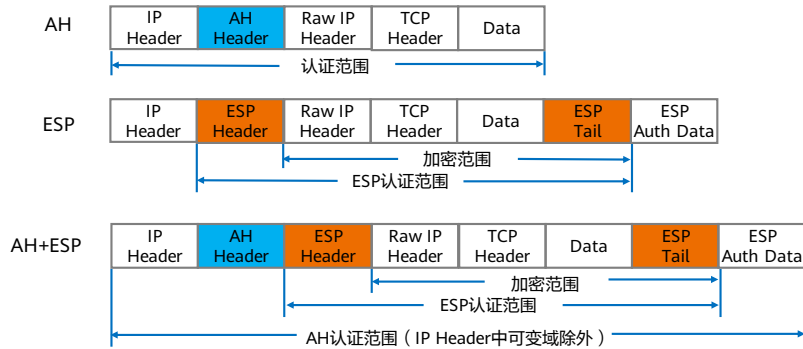 AH
IP Header
AH Header
Raw IP Header
TCP Header
Data
认证范围
ESP
IP Header
ESP Header
Raw IP Header
TCP Header
Data
ESP Tail
ESP Auth Data
加密范围
ESP认证范围
AH+ESP
IP Header
AH Header
ESP Header
Raw IP Header
TCP Header
Data
ESP Tail
ESP Auth Data
加密范围
ESP认证范围
AH认证范围（IP Header中可变域除外）